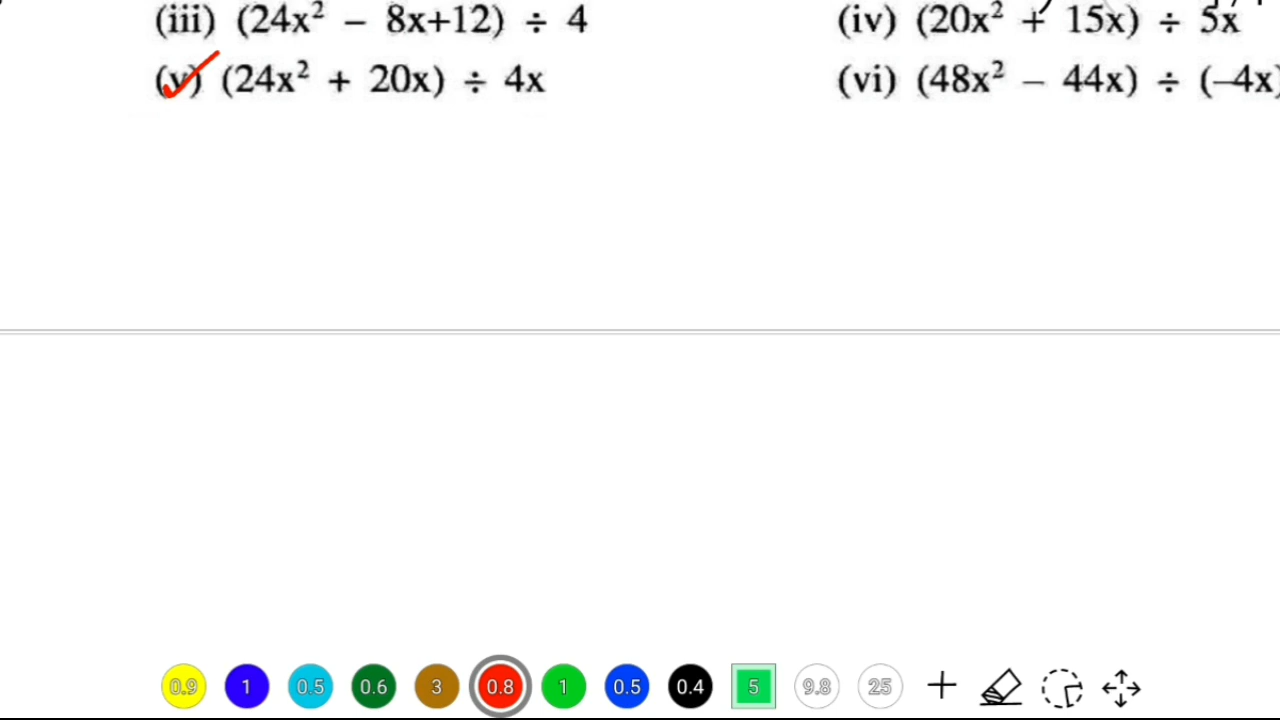 (iii) (24x² − 8x+12) ÷ 4
(iv) (20x² + 15x) ÷ 5x
(v) (24x² + 20x) ÷ 4x
(vi) (48x² − 44x) ÷ (−4x)
0.9 1 0.5 0.6 3 0.8 1 0.5 0.4 5 9.8 25